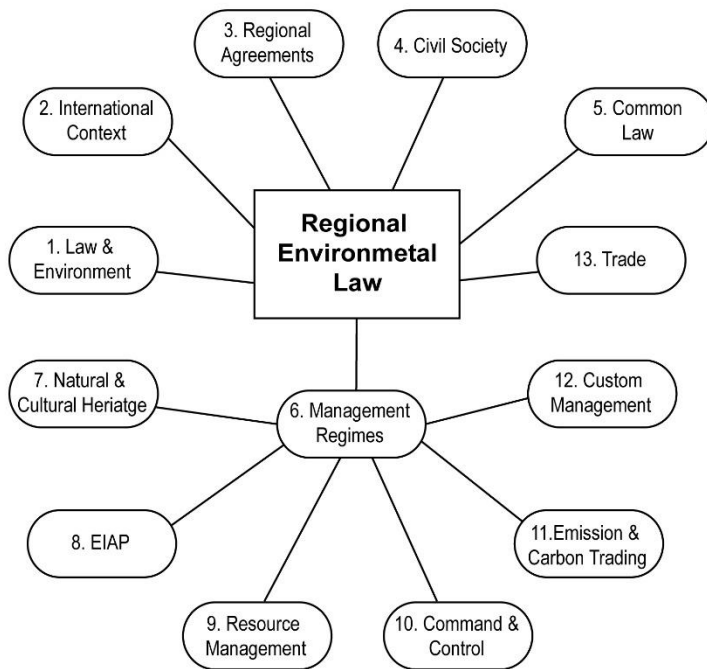 3. Regional
Agreements
4. Civil Society
2. International
Context
5. Common
Law
Regional
Environmetal
Law
1. Law &
Environment
13. Trade
7. Natural &
Cultural Heriatge
6. Management
Regimes
12. Custom
Management
8. EIAP
11.Emission &
Carbon Trading
9. Resource
Management
10. Command &
Control